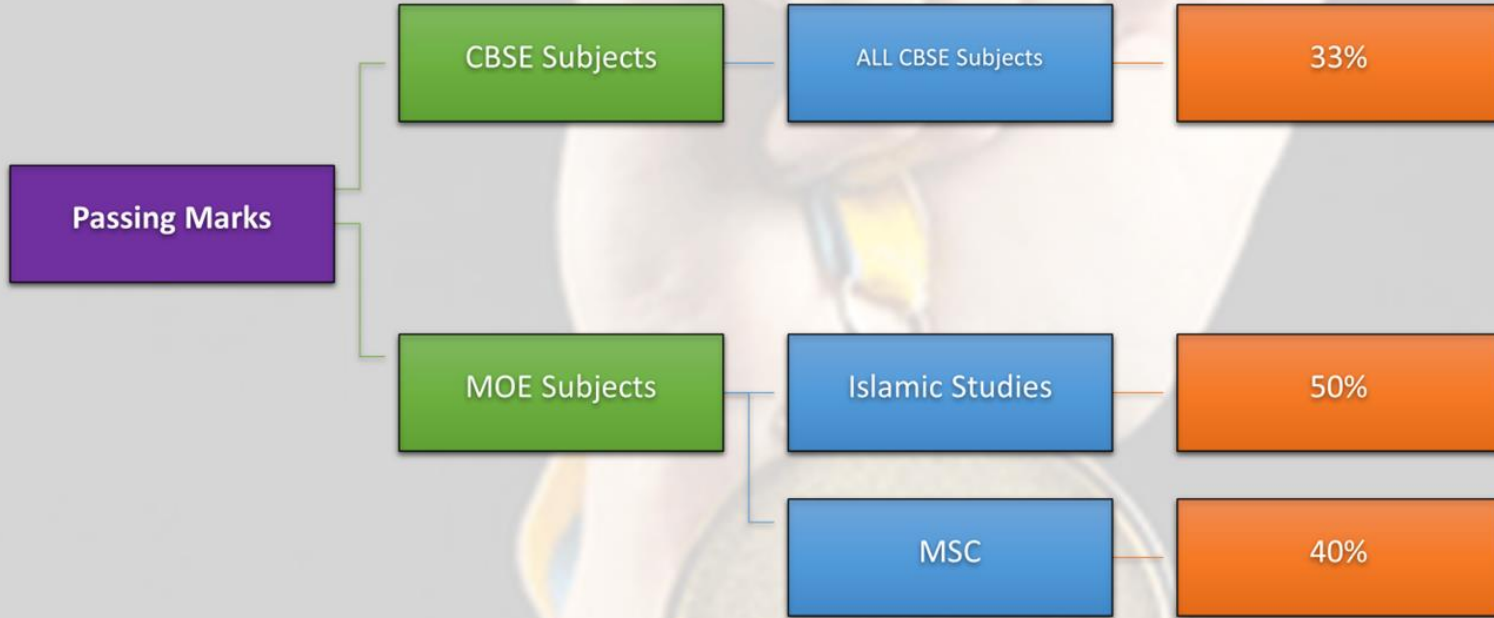 Passing Marks
CBSE Subjects
ALL CBSE Subjects
33%
MOE Subjects
Islamic Studies
50%
MSC
40%